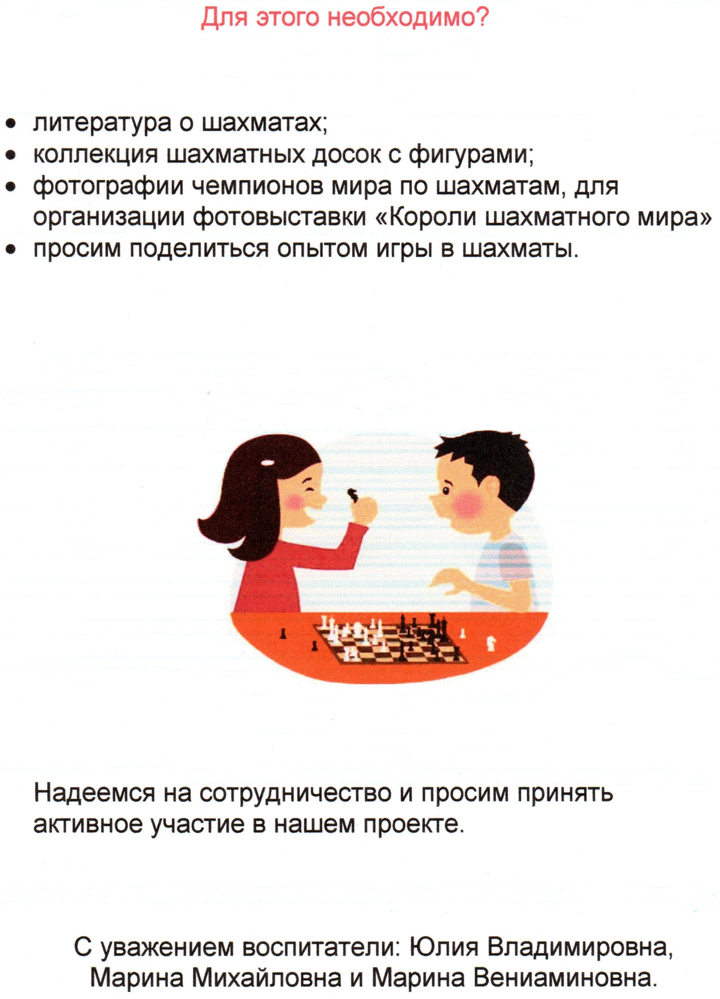 Для этого необходимо?
• литература о шахматах;
• коллекция шахматных досок с фигурами;
• фотографии чемпионов мира по шахматам, для
организации фотовыставки «Короли шахматного мира»
• просим поделиться опытом игры в шахматы.
Надеемся на сотрудничество и просим принять
активное участие в нашем проекте.
С уважением воспитатели: Юлия Владимировна,
Марина Михайловна и Марина Вениаминовна.